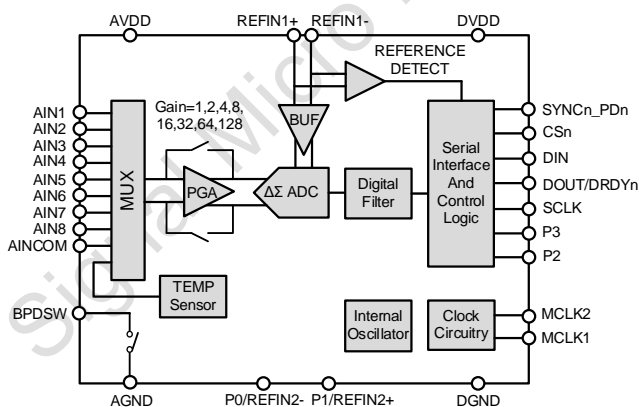 AVDD REFIN1+ REFIN1- DVDD
REFERENCE
DETECT
Gain=1,2,4,8,
16,32,64,128
AIN1
AIN2
AIN3
AIN4
AIN5
AIN6
AIN7
AIN8
AINCOM
MUX
PGA
BUF
ΔΣ ADC
Digital
Filter
Serial
Interface
And
Control
Logic
SYNCn_PDn
CSn
DIN
DOUT/DRDYn
SCLK
P3
P2
TEMP
Sensor
BPDSW
Internal
Oscillator
Clock
Circuitry
MCLK2
MCLK1
AGND P0/REFIN2- P1/REFIN2+ DGND
Signal Micro